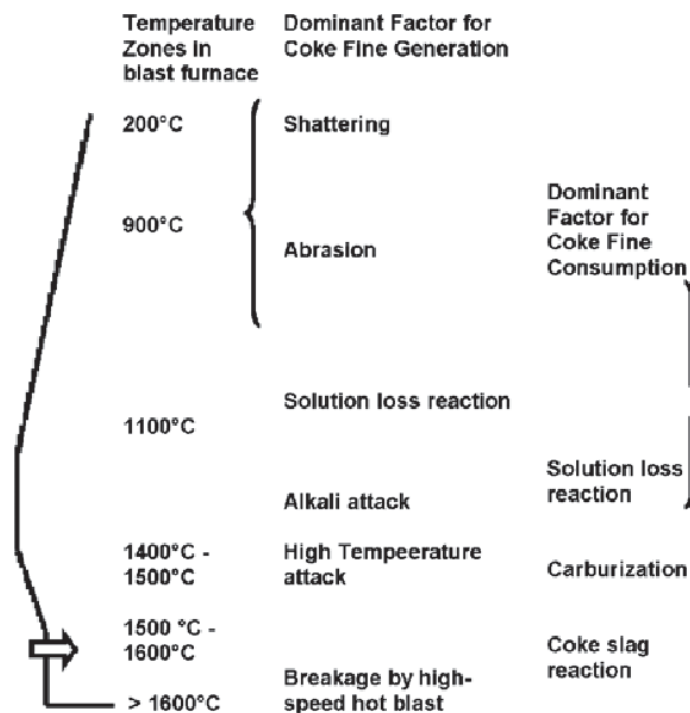 Temperature
Zones in
blast furnace
Dominant Factor for
Coke Fine Generation
200°C
Shattering
900°C
Abrasion
Dominant
Factor for
Coke Fine
Consumption
1100°C
Solution loss reaction
Solution loss
reaction
Alkali attack
1400°C -
1500°C
High Tempeerature
attack
Carburization
1500 °C -
1600°C
Coke slag
reaction
> 1600°C
Breakage by high-
speed hot blast